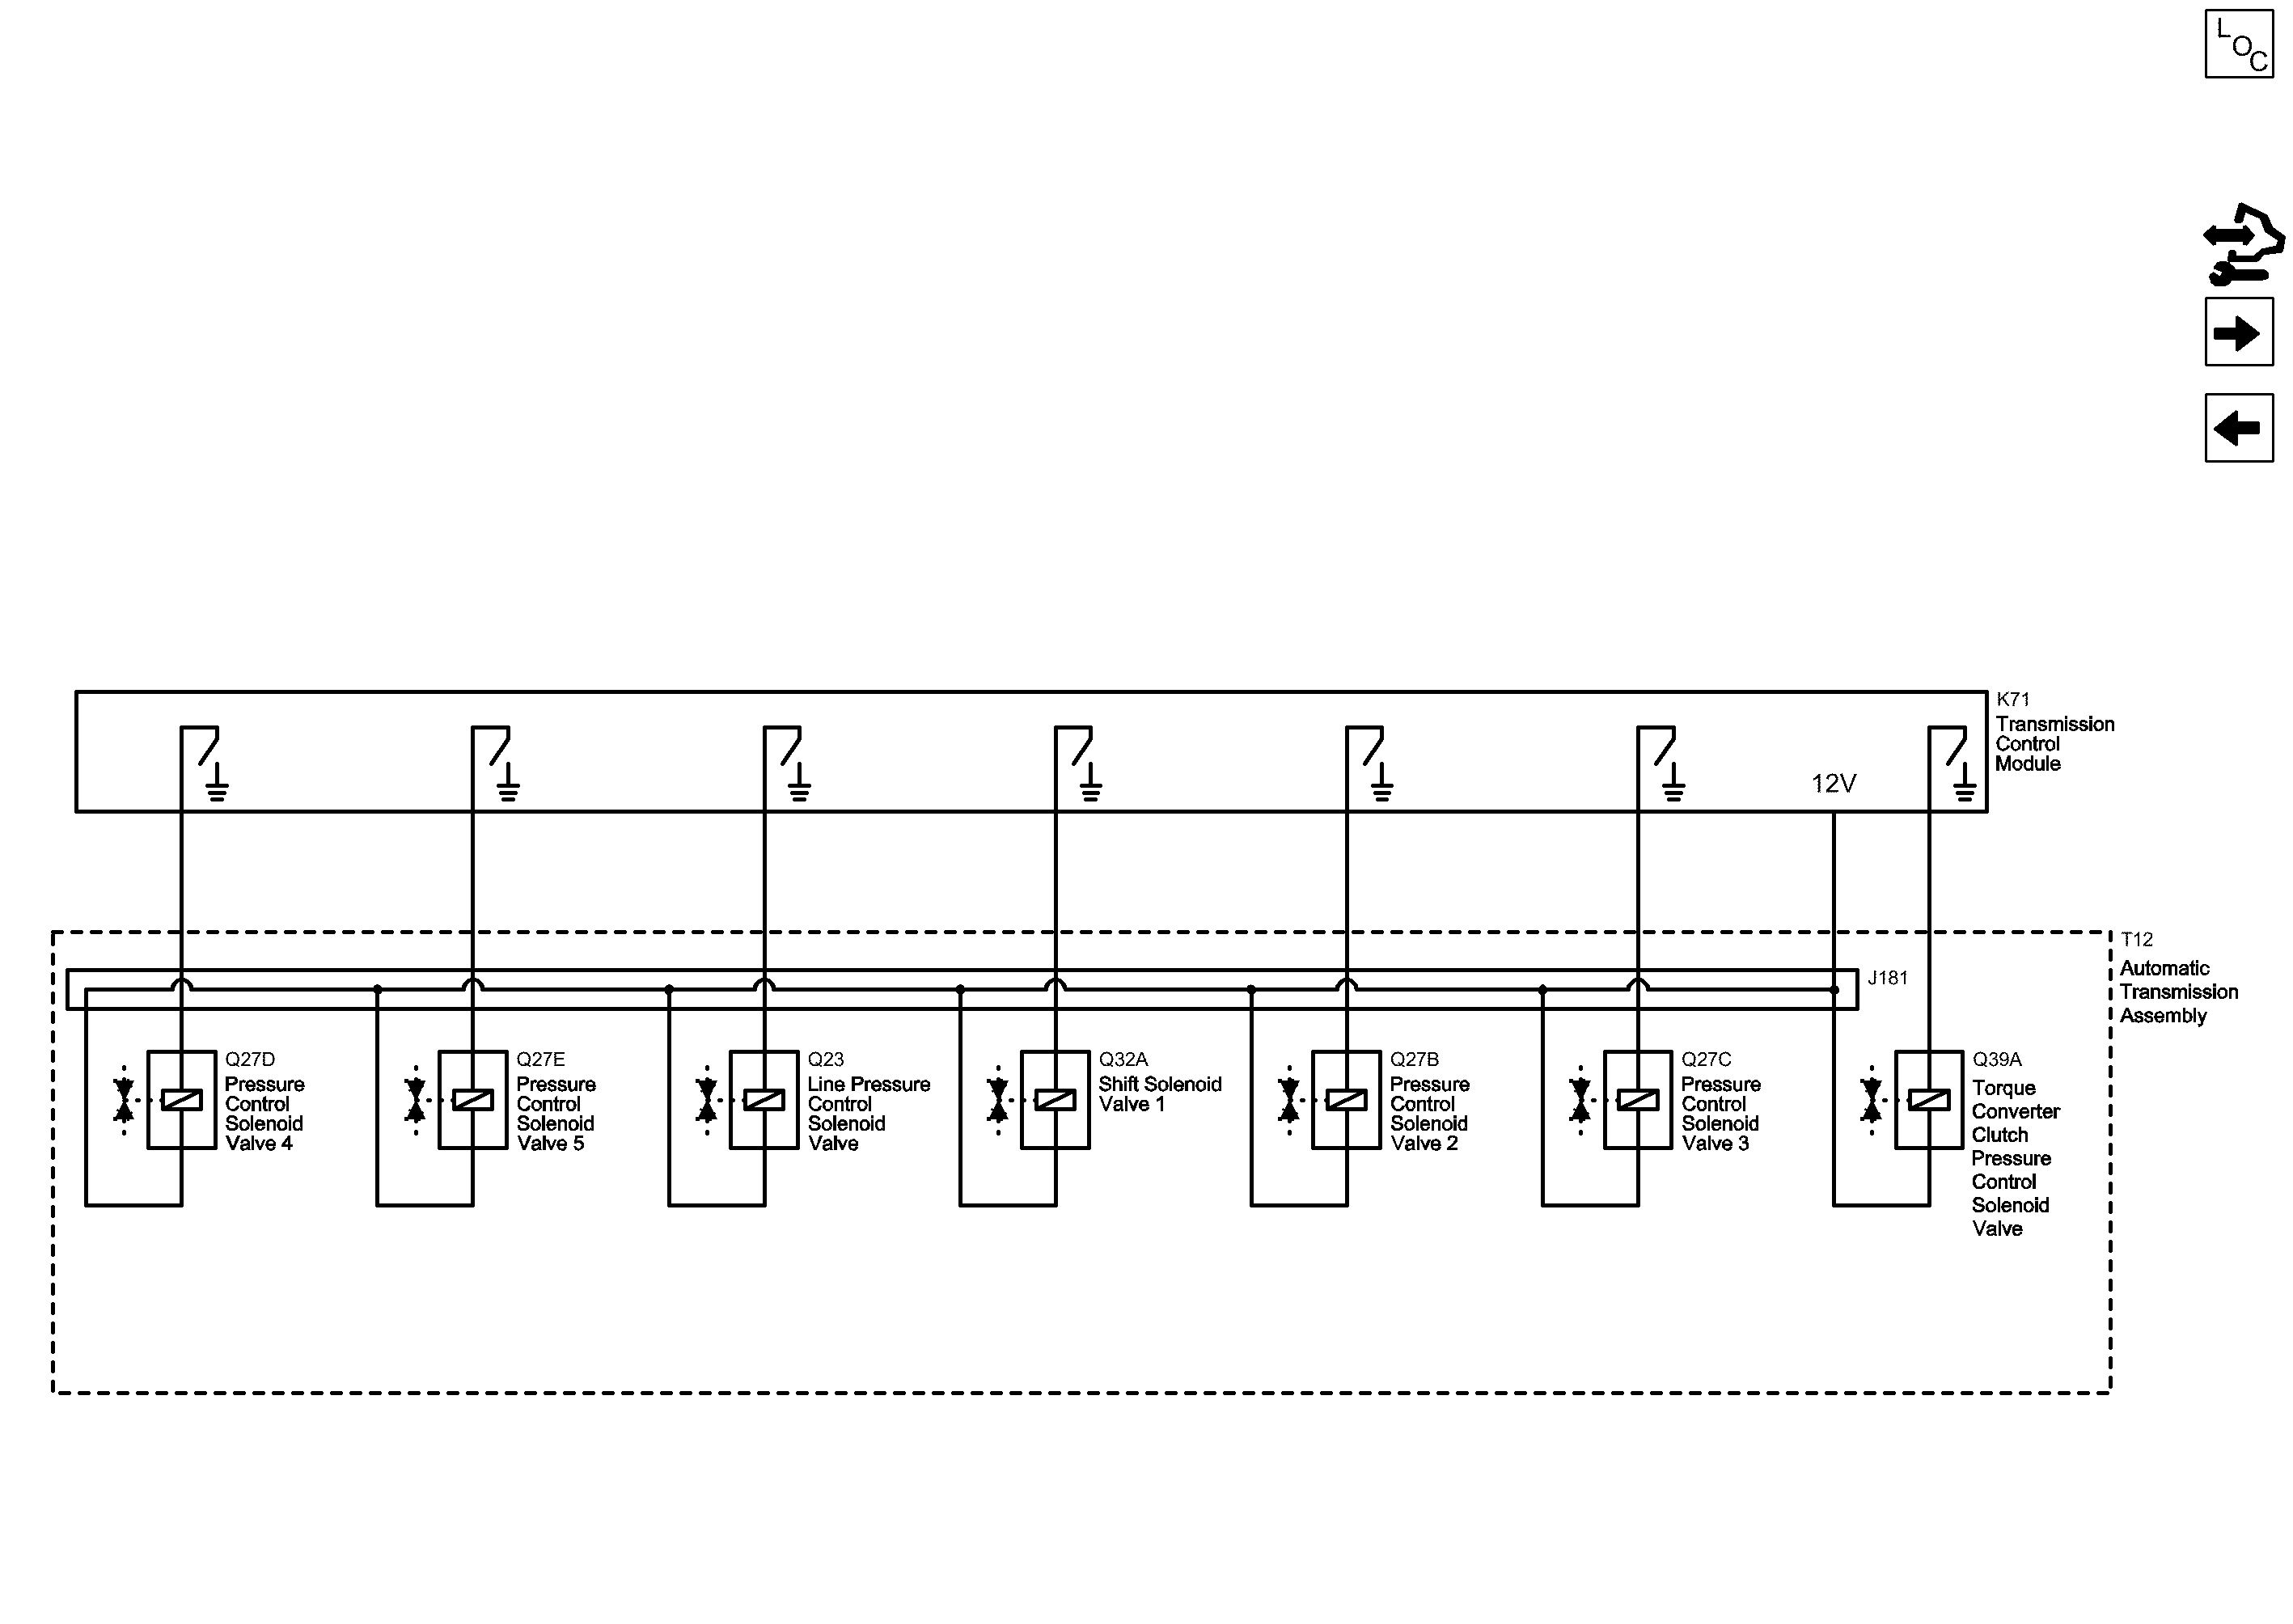 LOC
K71
Transmission
Control
Module
12V
T12
Automatic
Transmission
Assembly
J181
Q27D
Pressure
Control
Solenoid
Valve 4
Q27E
Pressure
Control
Solenoid
Valve 5
Q23
Line Pressure
Control
Solenoid
Valve
Q32A
Shift Solenoid
Valve 1
Q27B
Pressure
Control
Solenoid
Valve 2
Q27C
Pressure
Control
Solenoid
Valve 3
Q39A
Torque
Converter
Clutch
Pressure
Control
Solenoid
Valve